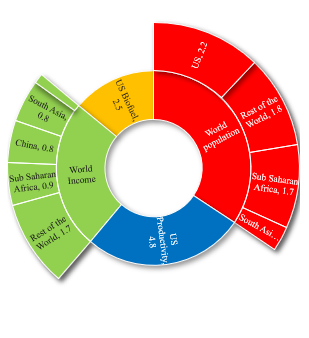 US, 2.2
Rest of the
World, 1.8
Sub Saharan
Africa, 1.7
South Asi...
World
population
US
Productivity,
4.8
World
Income
Rest of the
World, 1.7
Sub Saharan
Africa, 0.9
China, 0.8
South Asia,
0.8
US Biofuel,
2.5